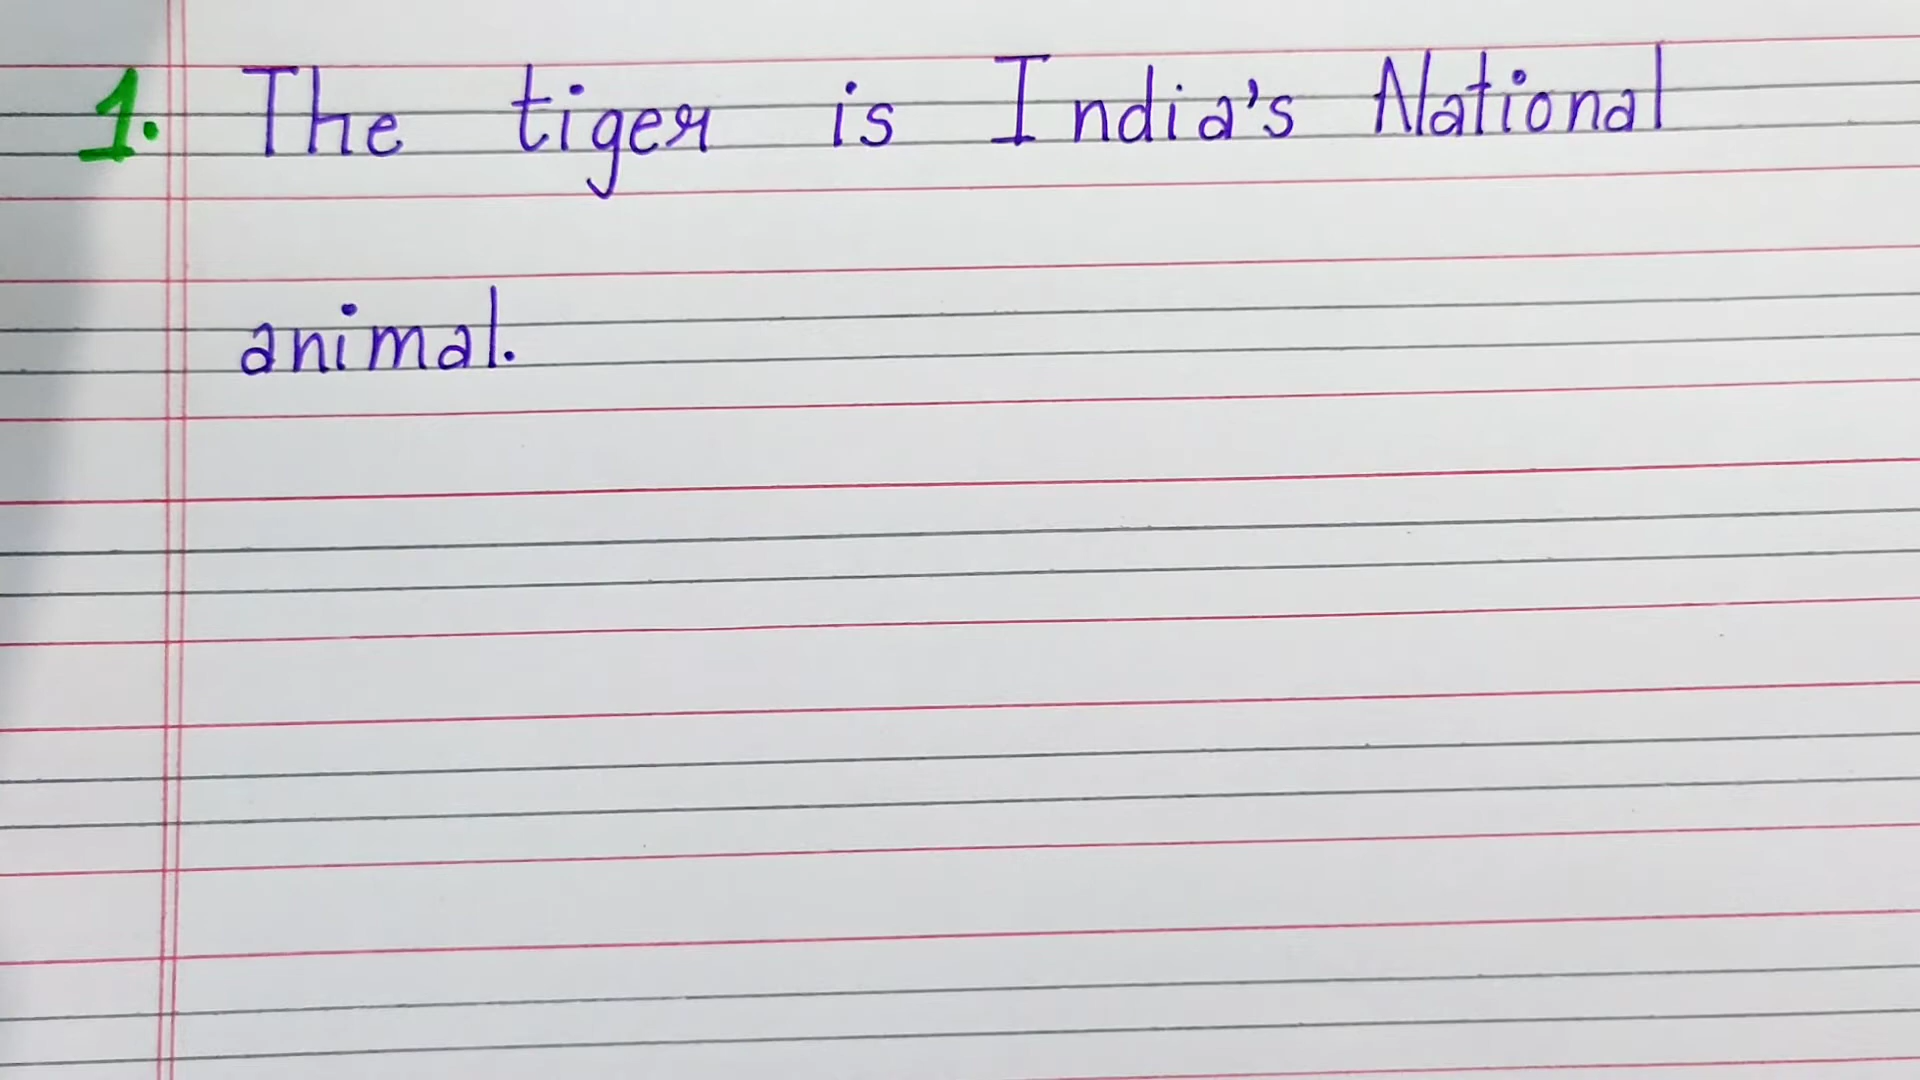 1. The tiger is India's National
animal.